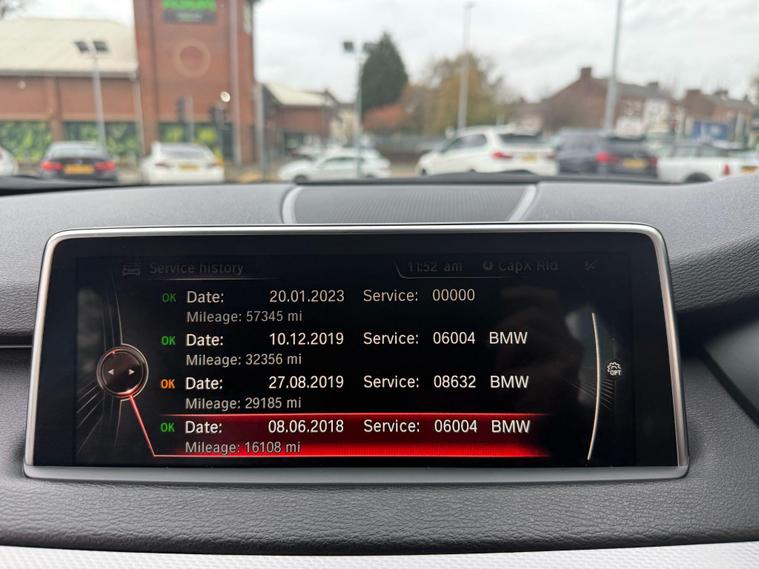 Service history 11:52 am CapX Rid
OK Date: 20.01.2023 Service: 00000
Mileage: 57345 mi
OK Date: 10.12.2019 Service: 06004 BMW
Mileage: 32356 mi
OK Date: 27.08.2019 Service: 08632 BMW
Mileage: 29185 mi
OK Date: 08.06.2018 Service: 06004 BMW
Mileage: 16108 mi
OPT